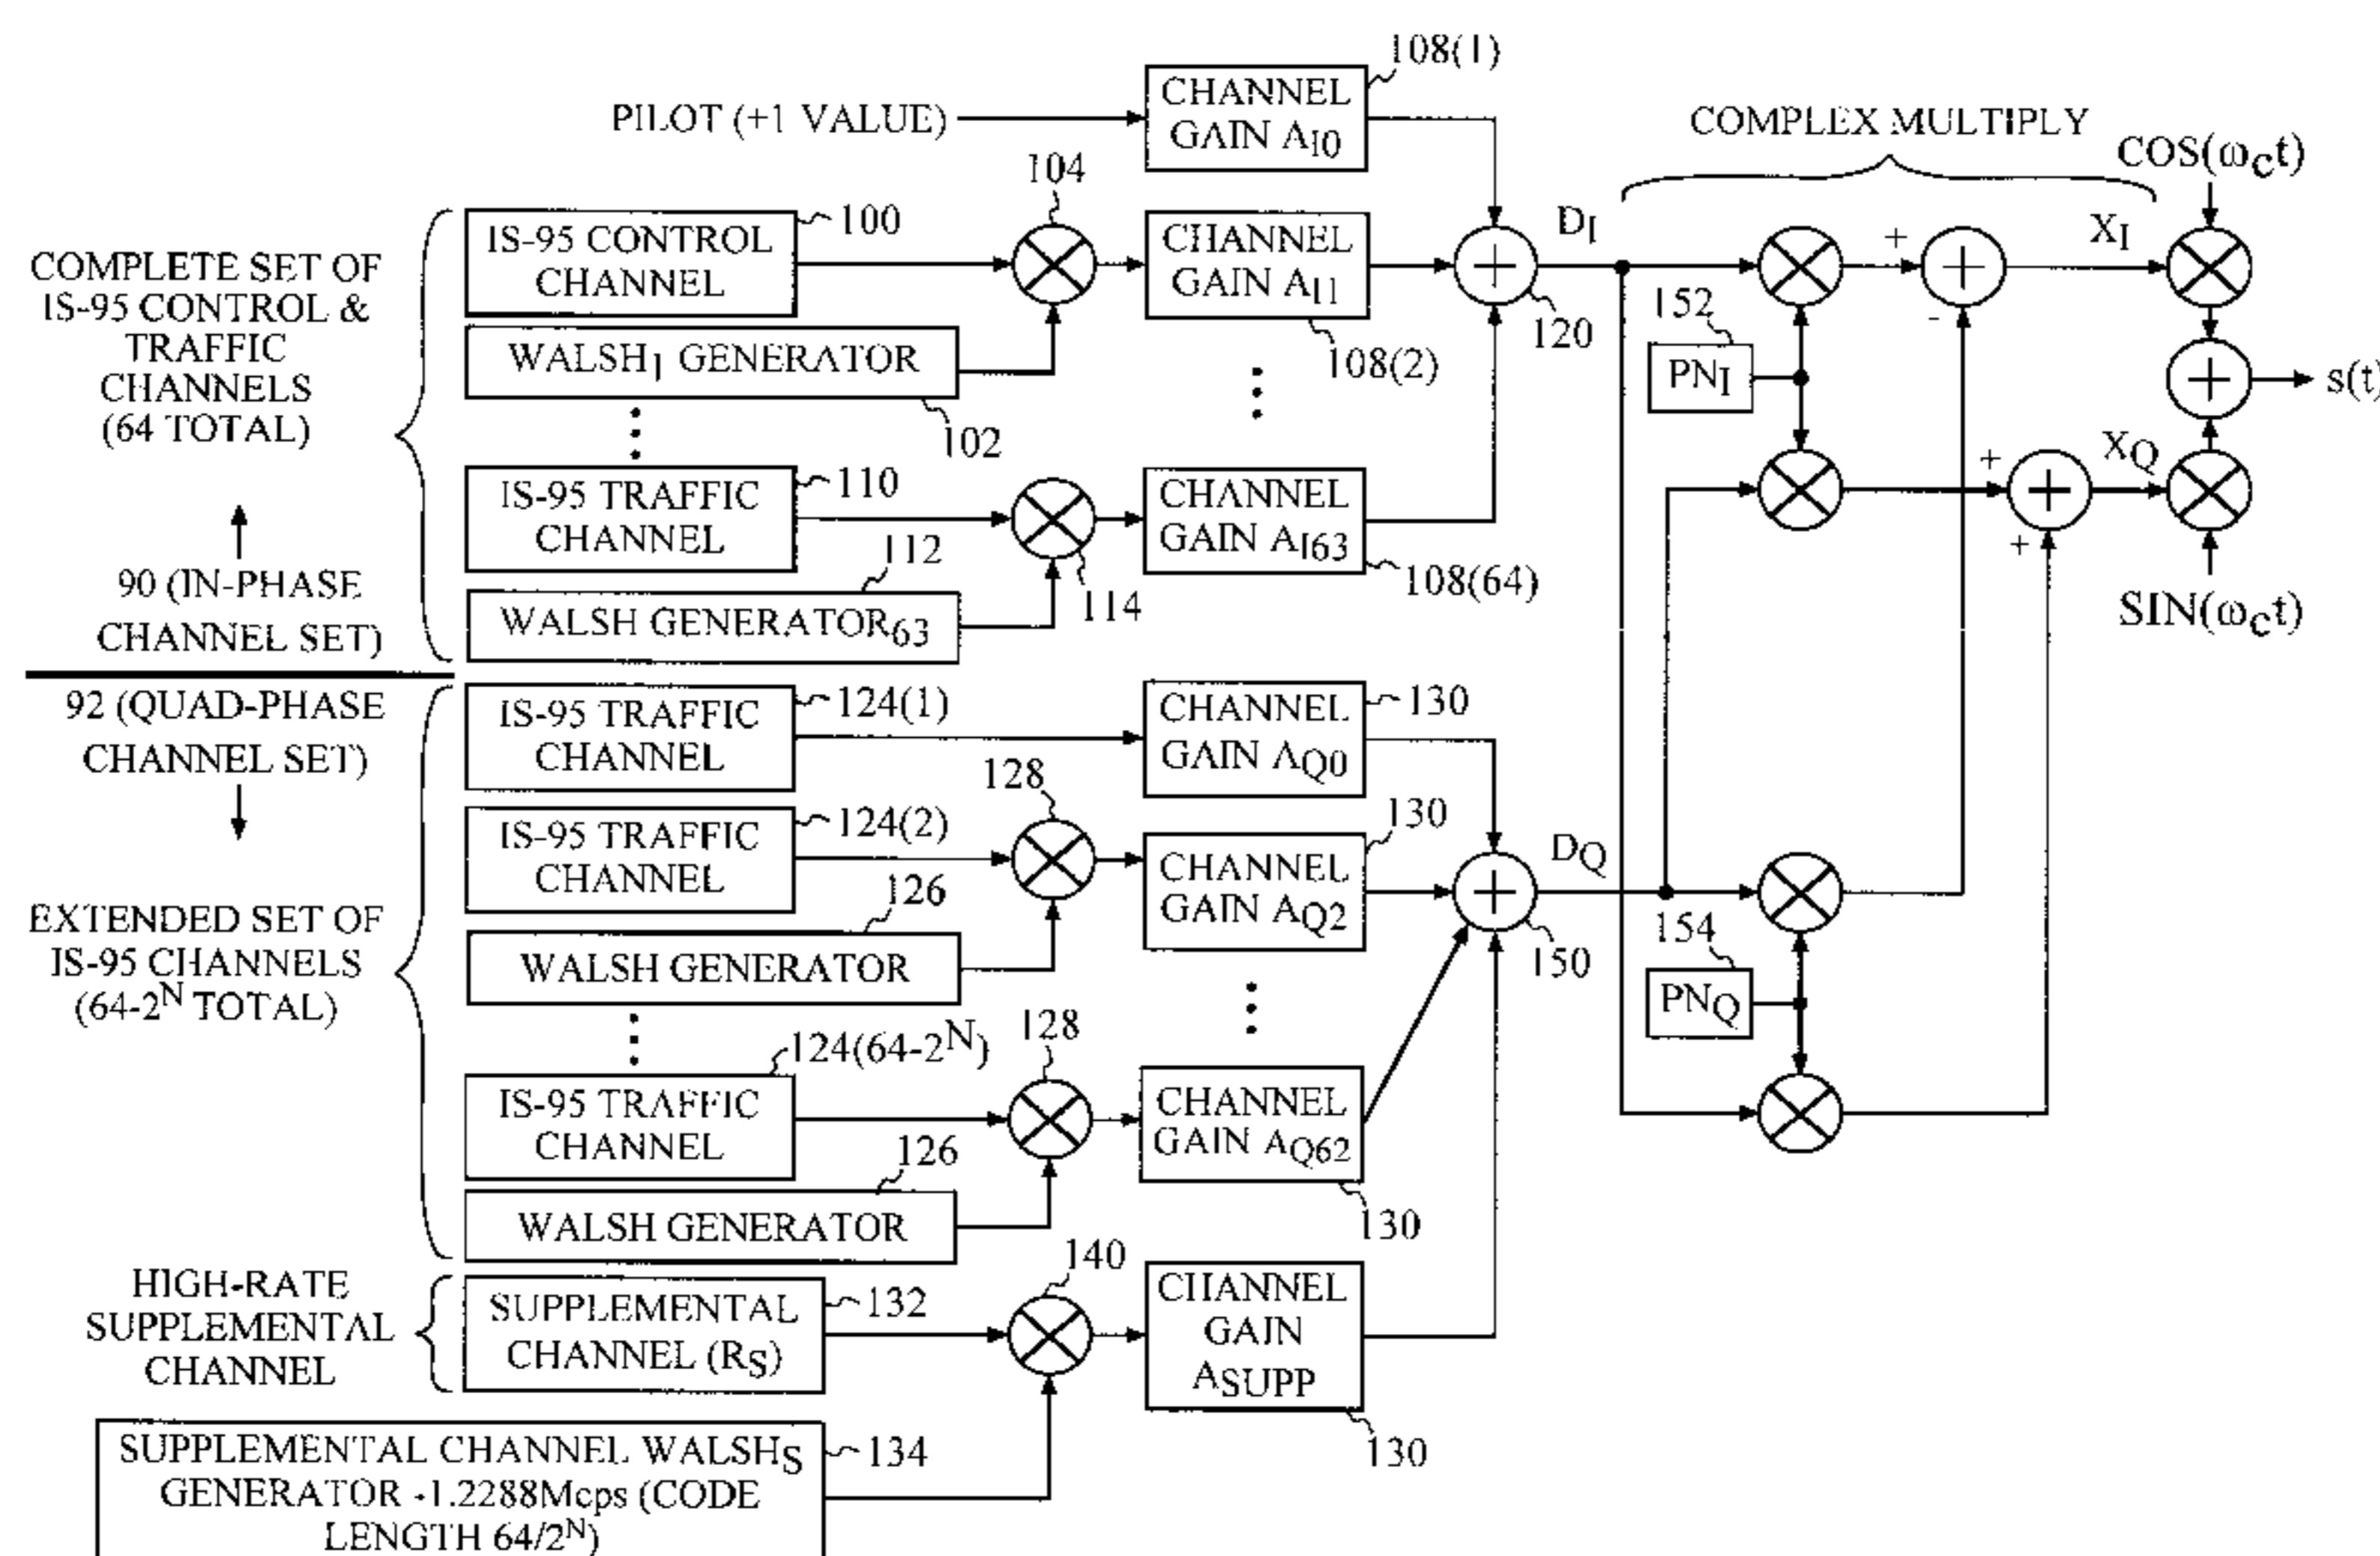 108(1)
PILOT (+1 VALUE)
CHANNEL
GAIN AI0
COMPLEX MULTIPLY
COS(ωct)
104
COMPLETE SET OF
IS-95 CONTROL &
TRAFFIC
CHANNELS
(64 TOTAL)
IS-95 CONTROL
CHANNEL
100
CHANNEL
GAIN AI1
108(2)
DI
120
+
-
+
+
XI
WALSH1 GENERATOR
102
152
PNI
+
s(t)
IS-95 TRAFFIC
CHANNEL
110
112
114
CHANNEL
GAIN AI63
108(64)
+
+
+
XQ
SIN(ωct)
90 (IN-PHASE
CHANNEL SET)
WALSH GENERATOR63
92 (QUAD-PHASE
CHANNEL SET)
IS-95 TRAFFIC
CHANNEL
124(1)
CHANNEL
GAIN AQ0
130
128
IS-95 TRAFFIC
CHANNEL
124(2)
130
CHANNEL
GAIN AQ2
+
DQ
150
126
WALSH GENERATOR
154
PNQ
EXTENDED SET OF
IS-95 CHANNELS
(64-2N TOTAL)
124(64-2N)
128
IS-95 TRAFFIC
CHANNEL
126
CHANNEL
GAIN AQ62
130
WALSH GENERATOR
140
HIGH-RATE
SUPPLEMENTAL
CHANNEL
SUPPLEMENTAL
CHANNEL (RS)
132
CHANNEL
GAIN
ASUPP
130
SUPPLEMENTAL CHANNEL WALSHS
GENERATOR -1.2288Mcps (CODE
LENGTH 64/2N)
134